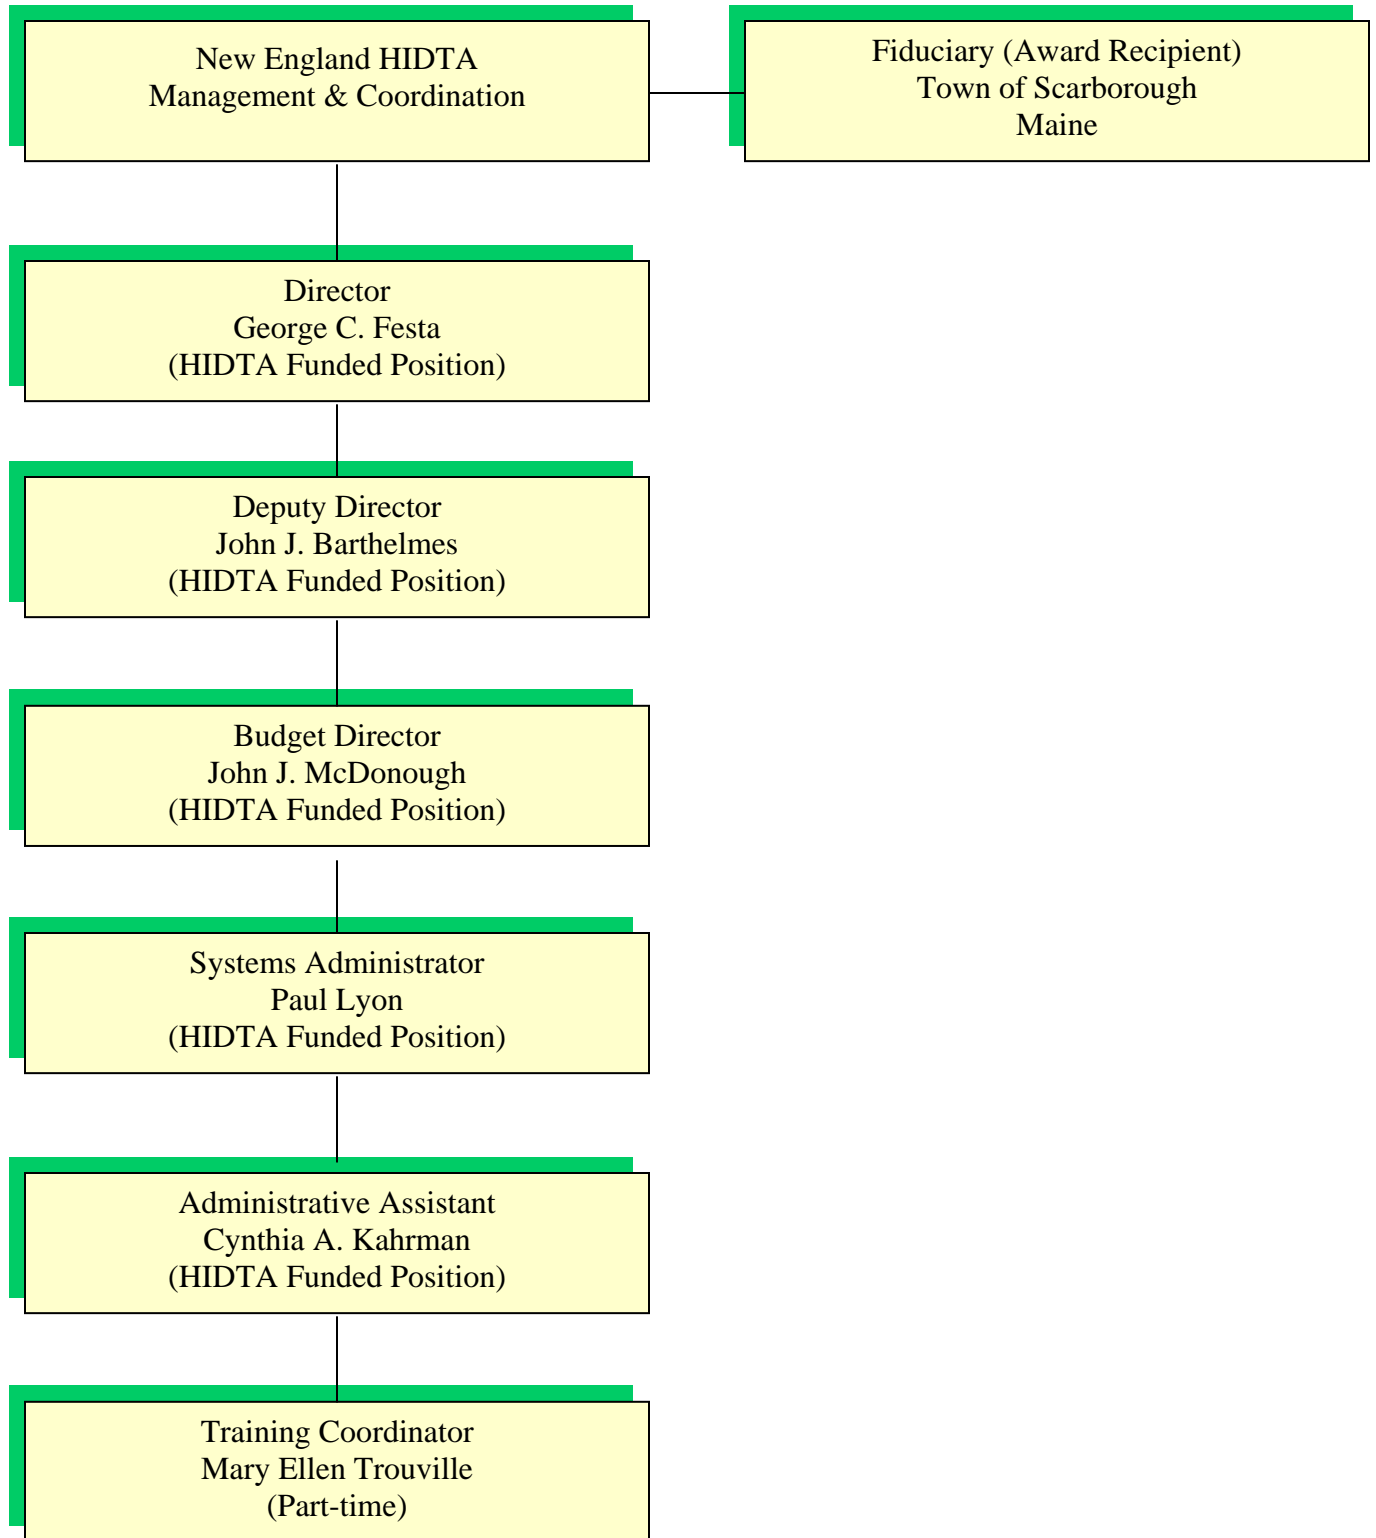 New England HIDTA
Management & Coordination
Fiduciary (Award Recipient)
Town of Scarborough
Maine
Director
George C. Festa
(HIDTA Funded Position)
Deputy Director
John J. Barthelmes
(HIDTA Funded Position)
Budget Director
John J. McDonough
(HIDTA Funded Position)
Systems Administrator
Paul Lyon
(HIDTA Funded Position)
Administrative Assistant
Cynthia A. Kahrman
(HIDTA Funded Position)
Training Coordinator
Mary Ellen Trouville
(Part-time)